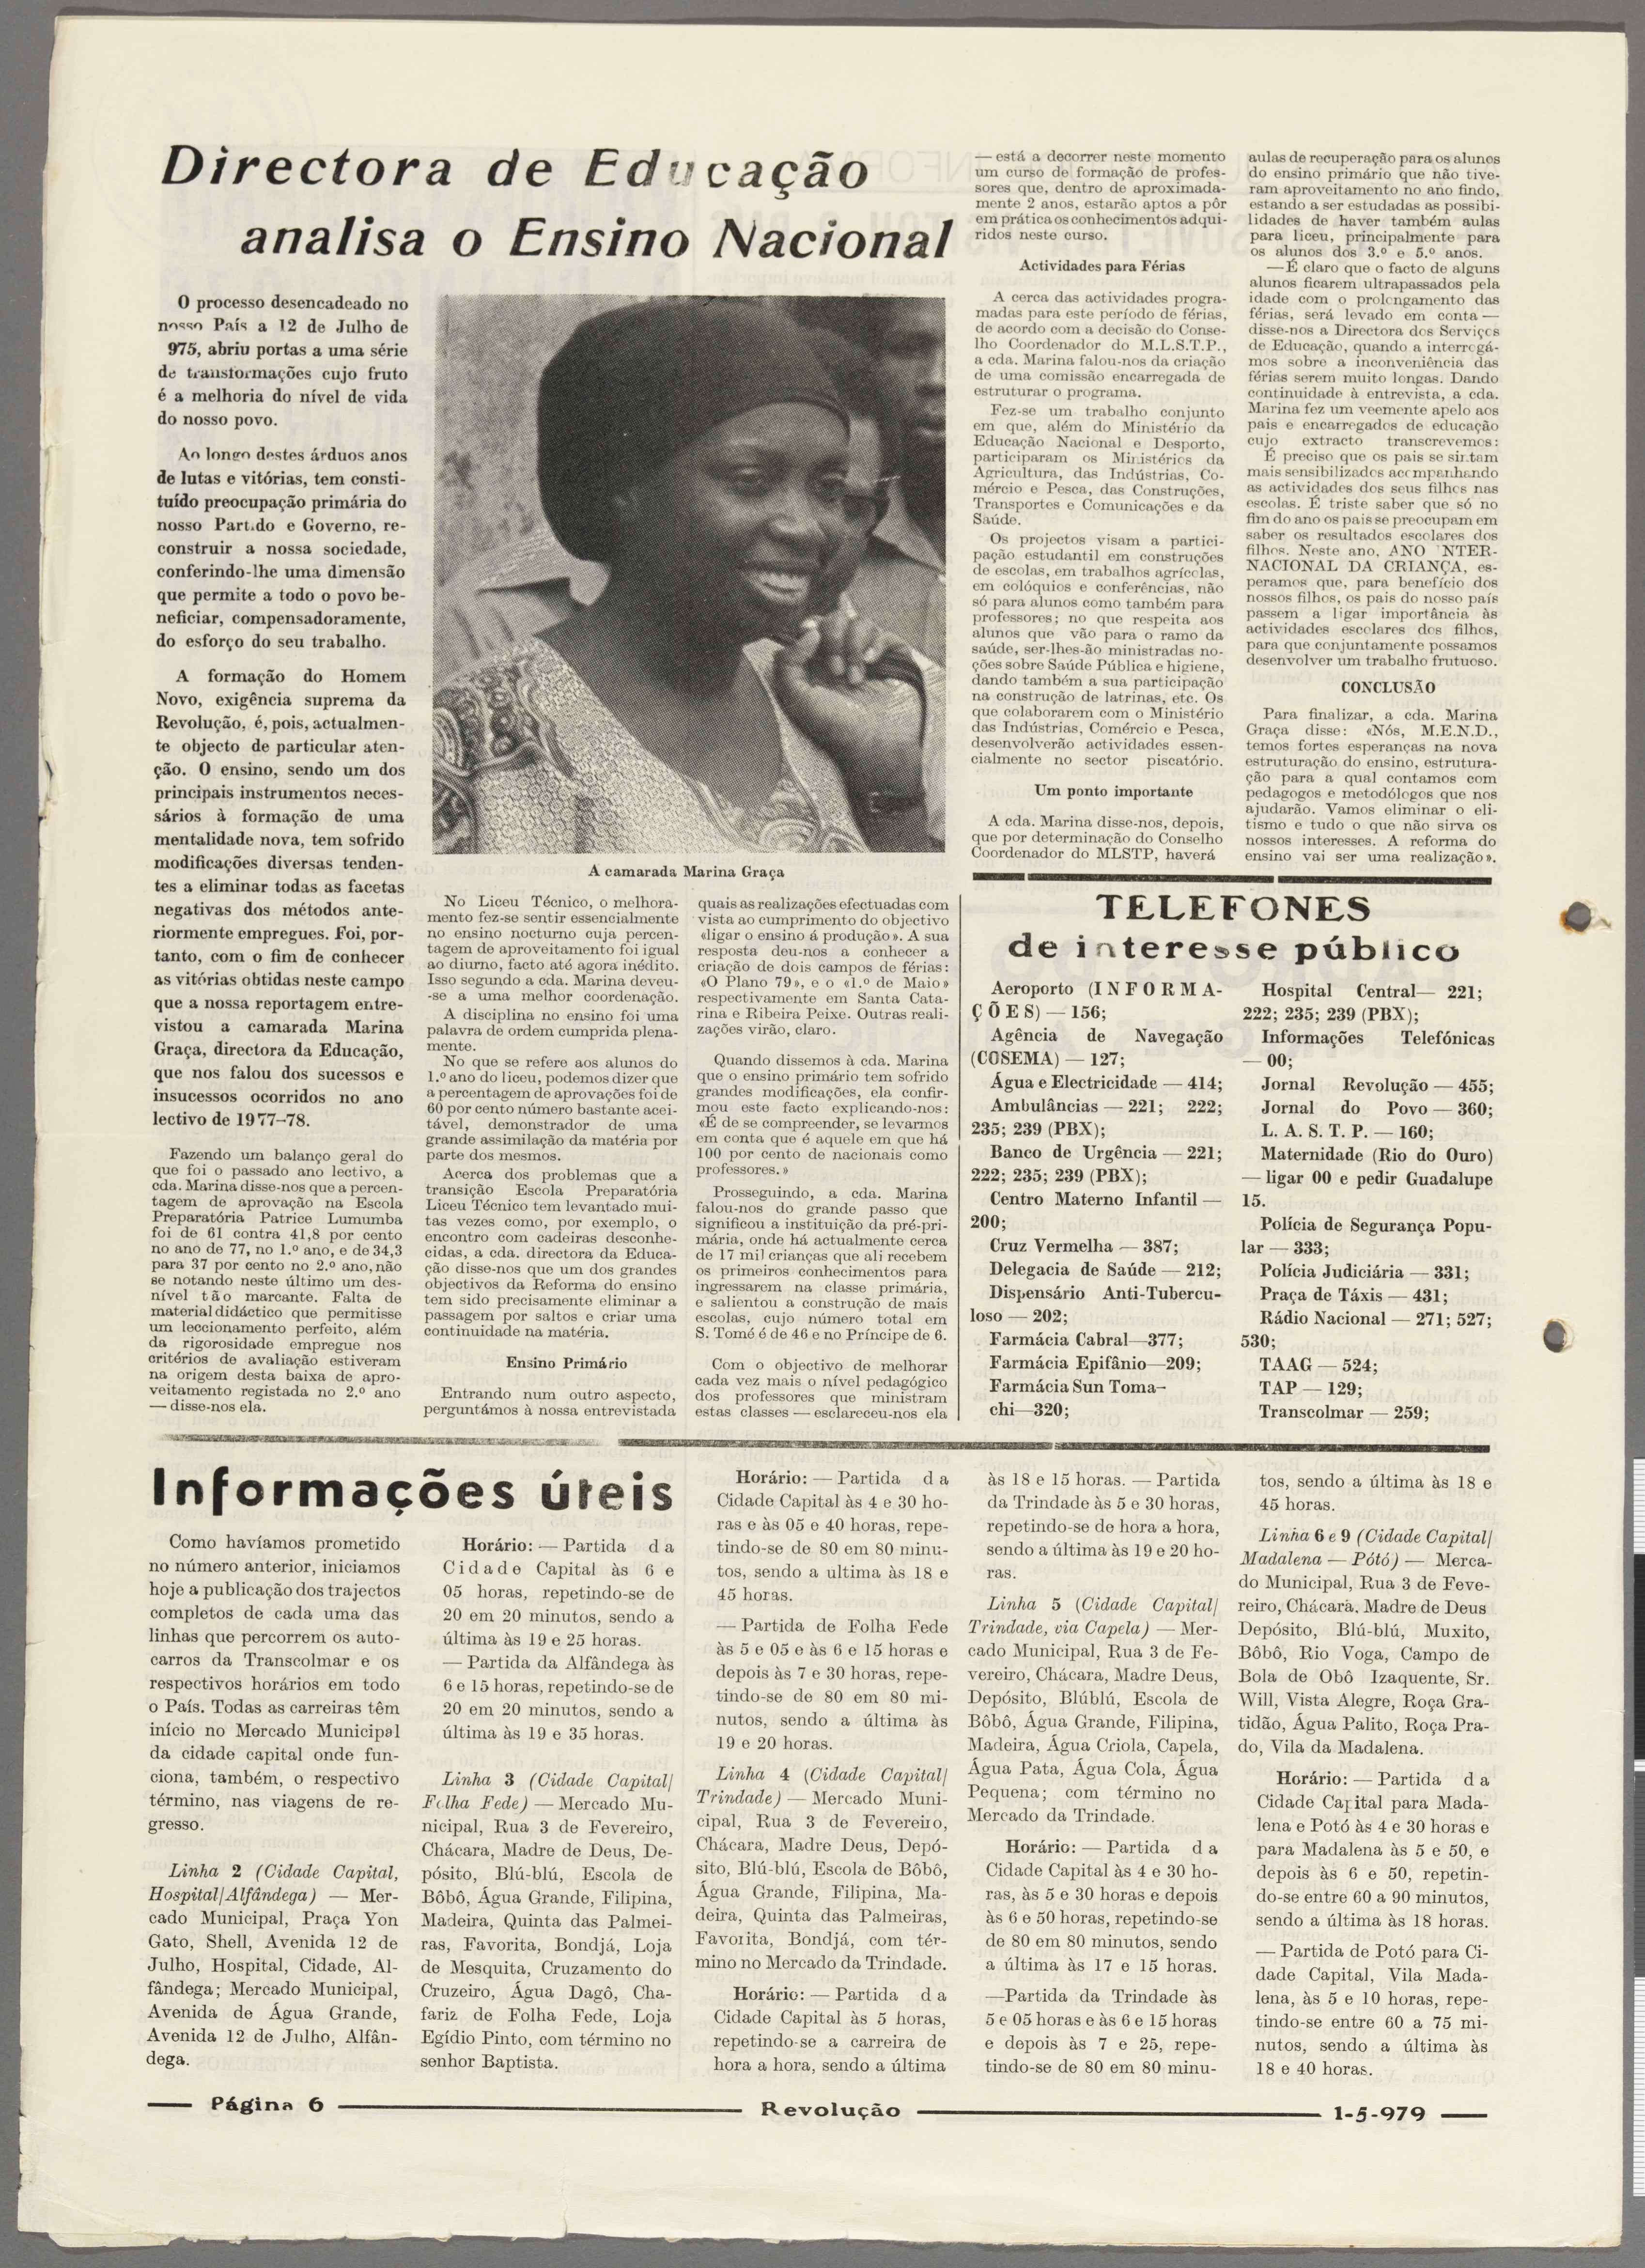 Directora de Educação
analisa o Ensino Nacional
O processo desencadeado no
nosso País a 12 de Julho de
975, abriu portas a uma série
de transformações cujo fruto
é a melhoria do nível de vida
do nosso povo.
Ao longo destes árduos anos
de lutas e vitórias, tem consti-
tuído preocupação primária do
nosso Partido e Governo, re-
construir a nossa sociedade,
conferindo-lhe uma dimensão
que permite a todo o povo be-
neficiar, compensadoramente,
do esforço do seu trabalho.
A formação do Homem
Novo, exigência suprema da
Revolução, é, pois, actualmen-
te objecto de particular aten-
ção. O ensino, sendo um dos
principais instrumentos neces-
sários à formação de uma
mentalidade nova, tem sofrido
modificações diversas tenden-
tes a eliminar todas as facetas
negativas dos métodos ante-
riormente empregues. Foi, por-
tanto, com o fim de conhecer
as vitórias obtidas neste campo
que a nossa reportagem entre-
vistou a camarada Marina
Graça, directora da Educação,
que nos falou dos sucessos e
insucessos ocorridos no ano
lectivo de 1977-78.
Fazendo um balanço geral do
que foi o passado ano lectivo, a
cda. Marina disse-nos que a percen-
tagem de aprovação na Escola
Preparatória Patrice Lumumba
foi de 61 contra 41,8 por cento
no ano de 77, no 1.º ano, e de 34,3
para 37 por cento no 2.º ano, não
se notando neste último um des-
nível tão marcante. Falta de
material didáctico que permitisse
um leccionamento perfeito, além
da rigorosidade empregue nos
critérios de avaliação estiveram
na origem desta baixa de apro-
veitamento registada no 2.º ano
— disse-nos ela.
A camarada Marina Graça
No Liceu Técnico, o melhora-
mento fez-se sentir essencialmente
no ensino nocturno cuja percen-
tagem de aproveitamento foi igual
ao diurno, facto até agora inédito.
Isso segundo a cda. Marina deveu-
-se a uma melhor coordenação.
A disciplina no ensino foi uma
palavra de ordem cumprida plena-
mente.
No que se refere aos alunos do
1.º ano do liceu, podemos dizer que
a percentagem de aprovações foi de
60 por cento número bastante acei-
tável, demonstrador de uma
grande assimilação da matéria por
parte dos mesmos.
Acerca dos problemas que a
transição Escola Preparatória
Liceu Técnico tem levantado mui-
tas vezes como, por exemplo, o
encontro com cadeiras desconhe-
cidas, a cda. directora da Educa-
ção disse-nos que um dos grandes
objectivos da Reforma do ensino
tem sido precisamente eliminar a
passagem por saltos e criar uma
continuidade na matéria.
Ensino Primário
Entrando num outro aspecto,
perguntámos à nossa entrevistada
quais as realizações efectuadas com
vista ao cumprimento do objectivo
«ligar o ensino á produção». A sua
resposta deu-nos a conhecer a
criação de dois campos de férias:
«O Plano 79», e o «1.º de Maio»
respectivamente em Santa Cata-
rina e Ribeira Peixe. Outras reali-
zações virão, claro.
Quando dissemos à cda. Marina
que o ensino primário tem sofrido
grandes modificações, ela confir-
mou este facto explicando-nos:
«É de se compreender, se levarmos
em conta que é aquele em que há
100 por cento de nacionais como
professores.»
Prosseguindo, a cda. Marina
falou-nos do grande passo que
significou a instituição da pré-pri-
mária, onde há actualmente cerca
de 17 mil crianças que ali recebem
os primeiros conhecimentos para
ingressarem na classe primária,
e salientou a construção de mais
escolas, cujo número total em
S. Tomé é de 46 e no Príncipe de 6.
Com o objectivo de melhorar
cada vez mais o nível pedagógico
dos professores que ministram
estas classes — esclareceu-nos ela
— está a decorrer neste momento
um curso de formação de profes-
sores que, dentro de aproximada-
mente 2 anos, estarão aptos a pôr
em prática os conhecimentos adqui-
ridos neste curso.
Actividades para Férias
A cerca das actividades progra-
madas para este período de férias,
de acordo com a decisão do Conse-
lho Coordenador do M.L.S.T.P.,
a cda. Marina falou-nos da criação
de uma comissão encarregada de
estruturar o programa.
Fez-se um trabalho conjunto
em que, além do Ministério da
Educação Nacional e Desporto,
participaram os Ministérios da
Agricultura, das Indústrias, Co-
mércio e Pesca, das Construções,
Transportes e Comunicações e da
Saúde.
Os projectos visam a partici-
pação estudantil em construções
de escolas, em trabalhos agrícolas,
em colóquios e conferências, não
só para alunos como também para
professores; no que respeita aos
alunos que vão para o ramo da
saúde, ser-lhes-ão ministradas no-
ções sobre Saúde Pública e higiene,
dando também a sua participação
na construção de latrinas, etc. Os
que colaborarem com o Ministério
das Indústrias, Comércio e Pesca,
desenvolverão actividades essen-
cialmente no sector piscatório.
Um ponto importante
A cda. Marina disse-nos, depois,
que por determinação do Conselho
Coordenador do MLSTP, haverá
aulas de recuperação para os alunos
do ensino primário que não tive-
ram aproveitamento no ano findo,
estando a ser estudadas as possibi-
lidades de haver também aulas
para liceu, principalmente para
os alunos dos 3.º e 5.º anos.
—É claro que o facto de alguns
alunos ficarem ultrapassados pela
idade com o prolongamento das
férias, será levado em conta —
disse-nos a Directora dos Serviços
de Educação, quando a interrogá-
mos sobre a inconveniência das
férias serem muito longas. Dando
continuidade à entrevista, a cda.
Marina fez um veemente apelo aos
pais e encarregados de educação
cujo extracto transcrevemos:
É preciso que os pais se sintam
mais sensibilizados acompanhando
as actividades dos seus filhos nas
escolas. É triste saber que só no
fim do ano os pais se preocupam em
saber os resultados escolares dos
filhos. Neste ano, ANO NTER-
NACIONAL DA CRIANÇA, es-
peramos que, para benefício dos
nossos filhos, os pais do nosso país
passem a ligar importância às
actividades escolares dos filhos,
para que conjuntamente possamos
desenvolver um trabalho frutuoso.
CONCLUSÃO
Para finalizar, a cda. Marina
Graça disse: «Nós, M.E.N.D.,
temos fortes esperanças na nova
estruturação do ensino, estrutura-
ção para a qual contamos com
pedagogos e metodólogos que nos
ajudarão. Vamos eliminar o eli-
tismo e tudo o que não sirva os
nossos interesses. A reforma do
ensino vai ser uma realização».
TELEFONES
de interesse público
Aeroporto (INFORMA-
ÇÕES) — 156;
Agência de Navegação
(COSEMA) — 127;
Água e Electricidade — 414;
Ambulâncias — 221; 222;
235; 239 (PBX);
Banco de Urgência — 221;
222; 235; 239 (PBX);
Centro Materno Infantil —
200;
Cruz Vermelha — 387;
Delegacia de Saúde — 212;
Dispensário Anti-Tubercu-
loso — 202;
Farmácia Cabral—377;
Farmácia Epifânio—209;
Farmácia Sun Toma-
chi—320;
Hospital Central— 221;
222; 235; 239 (PBX);
Informações Telefónicas
— 00;
Jornal Revolução — 455;
Jornal do Povo — 360;
L. A. S. T. P. — 160;
Maternidade (Rio do Ouro)
— ligar 00 e pedir Guadalupe
15.
Polícia de Segurança Popu-
lar — 333;
Polícia Judiciária — 331;
Praça de Táxis — 431;
Rádio Nacional — 271; 527;
530;
TAAG — 524;
TAP — 129;
Transcolmar — 259;
Informações úteis
Como havíamos prometido
no número anterior, iniciamos
hoje a publicação dos trajectos
completos de cada uma das
linhas que percorrem os auto-
carros da Transcolmar e os
respectivos horários em todo
o País. Todas as carreiras têm
início no Mercado Municipal
da cidade capital onde fun-
ciona, também, o respectivo
término, nas viagens de re-
gresso.
Linha 2 (Cidade Capital,
Hospital/Alfândega) — Mer-
cado Municipal, Praça Yon
Gato, Shell, Avenida 12 de
Julho, Hospital, Cidade, Al-
fândega; Mercado Municipal,
Avenida de Água Grande,
Avenida 12 de Julho, Alfân-
dega.
Horário: — Partida da
Cidade Capital às 6 e
05 horas, repetindo-se de
20 em 20 minutos, sendo a
última às 19 e 25 horas.
— Partida da Alfândega às
6 e 15 horas, repetindo-se de
20 em 20 minutos, sendo a
última às 19 e 35 horas.
Linha 3 (Cidade Capital/
Folha Fede) — Mercado Mu-
nicipal, Rua 3 de Fevereiro,
Chácara, Madre de Deus, De-
pósito, Blú-blú, Escola de
Bôbô, Água Grande, Filipina,
Madeira, Quinta das Palmei-
ras, Favorita, Bondjá, Loja
de Mesquita, Cruzamento do
Cruzeiro, Água Dagô, Cha-
fariz de Folha Fede, Loja
Egídio Pinto, com término no
senhor Baptista.
Horário: — Partida da
Cidade Capital às 4 e 30 ho-
ras e às 05 e 40 horas, repe-
tindo-se de 80 em 80 minu-
tos, sendo a ultima às 18 e
45 horas.
— Partida de Folha Fede
às 5 e 05 e às 6 e 15 horas e
depois às 7 e 30 horas, repe-
tindo-se de 80 em 80 mi-
nutos, sendo a última às
19 e 20 horas.
Linha 4 (Cidade Capital/
Trindade) — Mercado Muni-
cipal, Rua 3 de Fevereiro,
Chácara, Madre Deus, Depó-
sito, Blú-blú, Escola de Bôbô,
Água Grande, Filipina, Ma-
deira, Quinta das Palmeiras,
Favorita, Bondjá, com tér-
mino no Mercado da Trindade.
Horário: — Partida da
Cidade Capital às 5 horas,
repetindo-se a carreira de
hora a hora, sendo a última
às 18 e 15 horas. — Partida
da Trindade às 5 e 30 horas,
repetindo-se de hora a hora,
sendo a última às 19 e 20 ho-
ras.
Linha 5 (Cidade Capital/
Trindade, via Capela) — Mer-
cado Municipal, Rua 3 de Fe-
vereiro, Chácara, Madre Deus,
Depósito, Blúblú, Escola de
Bôbô, Água Grande, Filipina,
Madeira, Água Criola, Capela,
Água Pata, Água Cola, Água
Pequena; com término no
Mercado da Trindade.
Horário: — Partida da
Cidade Capital às 4 e 30 ho-
ras, às 5 e 30 horas e depois
às 6 e 50 horas, repetindo-se
de 80 em 80 minutos, sendo
a última às 17 e 15 horas.
—Partida da Trindade às
5 e 05 horas e às 6 e 15 horas
e depois às 7 e 25, repe-
tindo-se de 80 em 80 minu-
tos, sendo a última às 18 e
45 horas.
Linha 6 e 9 (Cidade Capital/
Madalena — Pótó) — Merca-
do Municipal, Rua 3 de Feve-
reiro, Chácara, Madre de Deus
Depósito, Blú-blú, Muxito,
Bôbô, Rio Voga, Campo de
Bola de Obô Izaquente, Sr.
Will, Vista Alegre, Roça Gra-
tidão, Água Palito, Roça Pra-
do, Vila da Madalena.
Horário: — Partida da
Cidade Capital para Mada-
lena e Potó às 4 e 30 horas e
para Madalena às 5 e 50, e
depois às 6 e 50, repetin-
do-se entre 60 a 90 minutos,
sendo a última às 18 horas.
— Partida de Potó para Ci-
dade Capital, Vila Mada-
lena, às 5 e 10 horas, repe-
tindo-se entre 60 a 75 mi-
nutos, sendo a última às
18 e 40 horas.
Página 6
Revolução
1-5-979